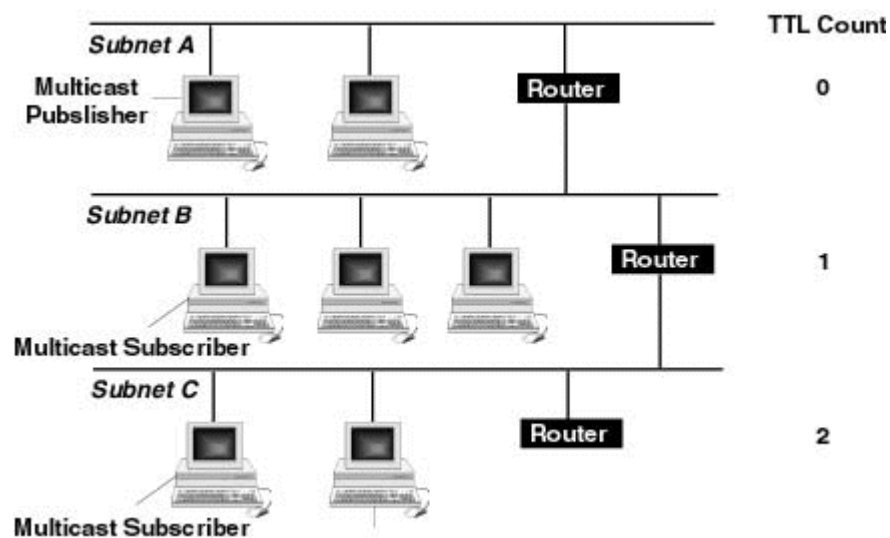 TTL Count
Subnet A
Multicast
Pubslisher
Router
0
Subnet B
Router
1
Multicast Subscriber
Subnet C
Router
2
Multicast Subscriber